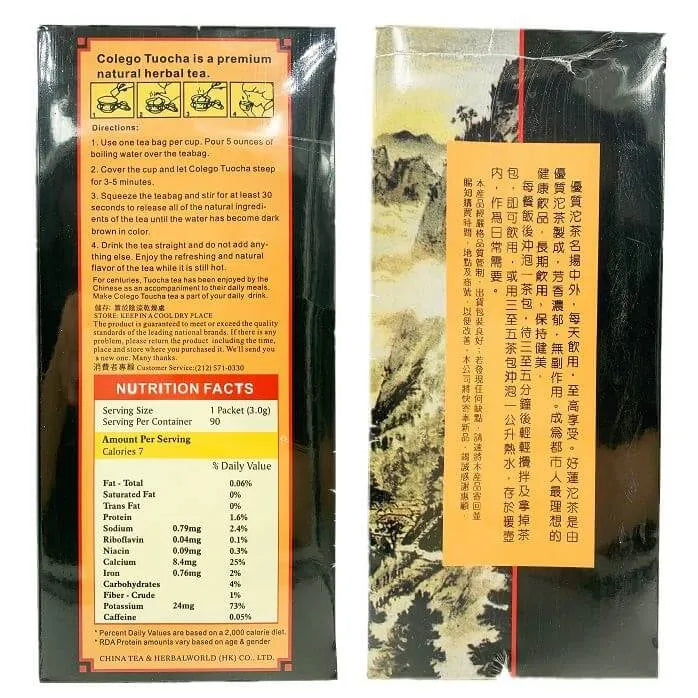 Colego Tuocha is a premium
natural herbal tea.
1 2 3 4
Directions:
1. Use one tea bag per cup. Pour 5 ounces of
boiling water over the teabag.
2. Cover the cup and let Colego Tuocha steep
for 3-5 minutes.
3. Squeeze the teabag and stir for at least 30
seconds to release all of the natural ingredi-
ents of the tea until the water has become dark
brown in color.
4. Drink the tea straight and do not add any-
thing else. Enjoy the refreshing and natural
flavor of the tea while it is still hot.
For centuries, Tuocha tea has been enjoyed by the
Chinese as an accompaniment to their daily meals.
Make Colego Toucha tea a part of your daily drink.
儲存: 置於陰涼乾燥處
STORE: KEEP IN A COOL DRY PLACE
The product is guaranteed to meet or exceed the quality
standards of the leading national brands. If there is any
problem, please return the product including the time,
place and store where you purchased it. We'll send you
a new one. Many thanks.
消費者專線 Customer Service:(212) 571-0330
NUTRITION FACTS
Serving Size 1 Packet (3.0g)
Serving Per Container 90
Amount Per Serving
Calories 7
% Daily Value
Fat - Total 0.06%
Saturated Fat 0%
Trans Fat 0%
Protein 1.6%
Sodium 0.79mg 2.4%
Riboflavin 0.04mg 0.1%
Niacin 0.09mg 0.3%
Calcium 8.4mg 25%
Iron 0.76mg 2%
Carbohydrates 4%
Fiber - Crude 1%
Potassium 24mg 73%
Caffeine 0.05%
* Percent Daily Values are based on a 2,000 calorie diet.
* RDA Protein amounts vary based on age & gender
CHINA TEA & HERBALWORLD (HK) CO., LTD.
優質沱茶名揚中外，每天飲用，至高享受。好蓮沱茶是由
優質沱茶製成，芳香濃郁，無副作用。成爲都市人最理想的
健康飲品，長期飲用，保持健美．
每餐飯後沖泡一茶包，待三至五分鐘後輕輕攪拌及拿掉茶
包，即可飲用，或用三至五茶包沖泡一公升熱水，存於暖壺
內，作爲日常需要。
本產品經嚴格品質管制，出貨包裝良好；若發現任何缺點，請速將本產品寄回並
賜知購買時間，地點及商號，以便改善。本公司將快寄奉新品，竭誠感謝惠顧．